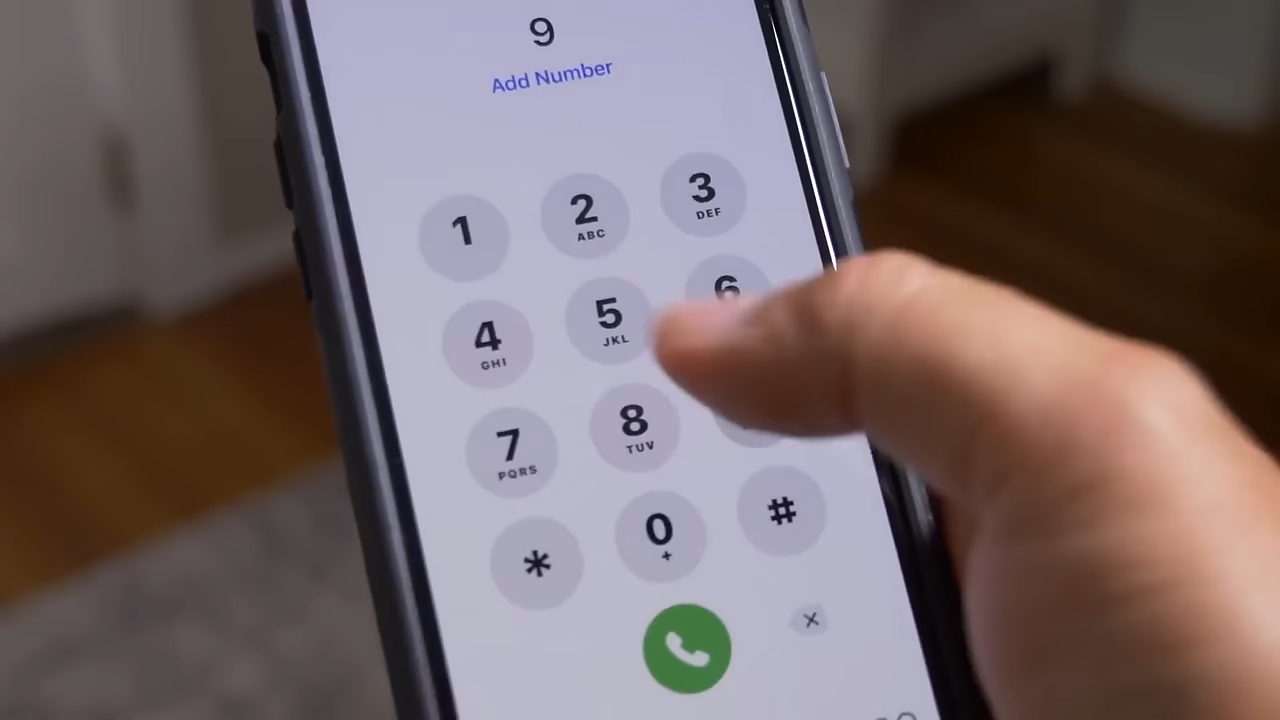 9
Add Number
1 2 3
ABC DEF
4 5 6
GHI JKL
7 8
PQRS TUV
* 0 #
+